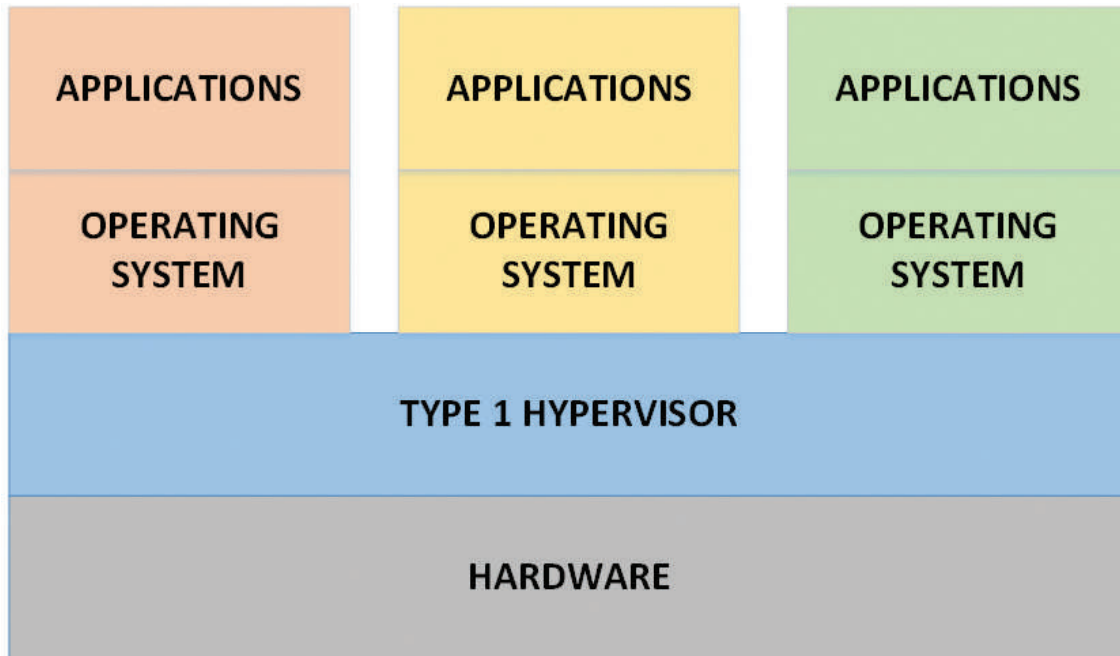 APPLICATIONS
APPLICATIONS
APPLICATIONS
OPERATING
SYSTEM
OPERATING
SYSTEM
OPERATING
SYSTEM
TYPE 1 HYPERVISOR
HARDWARE